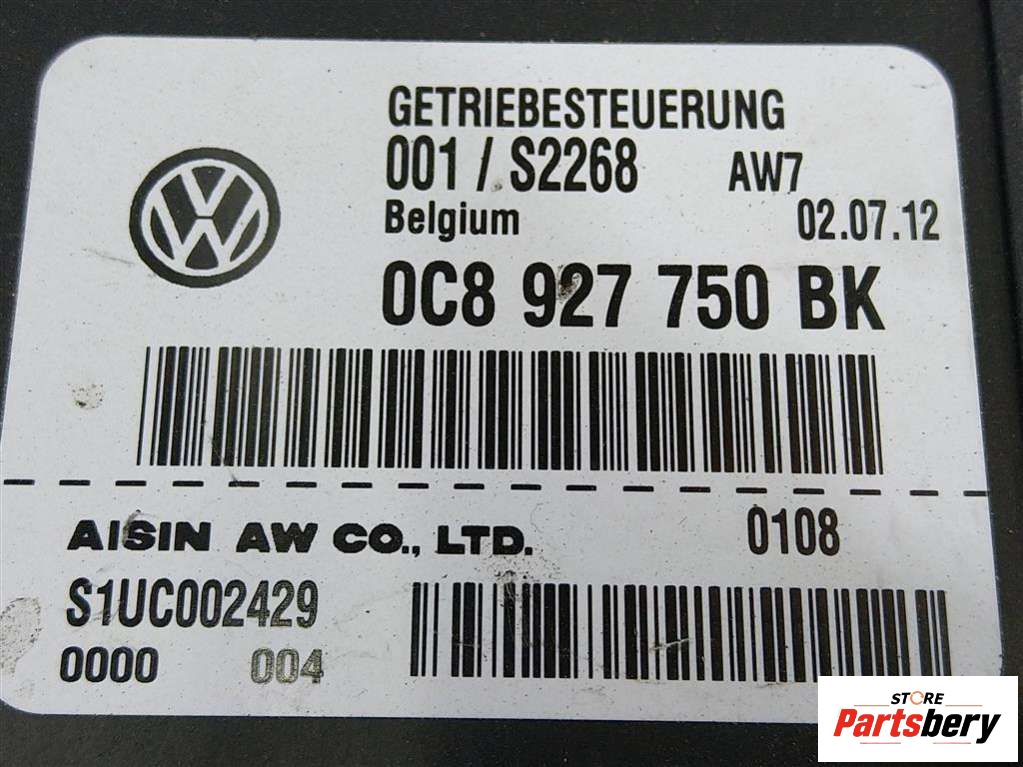 GETRIEBESTEUERUNG
001 / S2268 AW7
Belgium 02.07.12
0C8 927 750 BK
AISIN AW CO., LTD. 0108
S1UC002429
0000 004
STORE
Partsbery